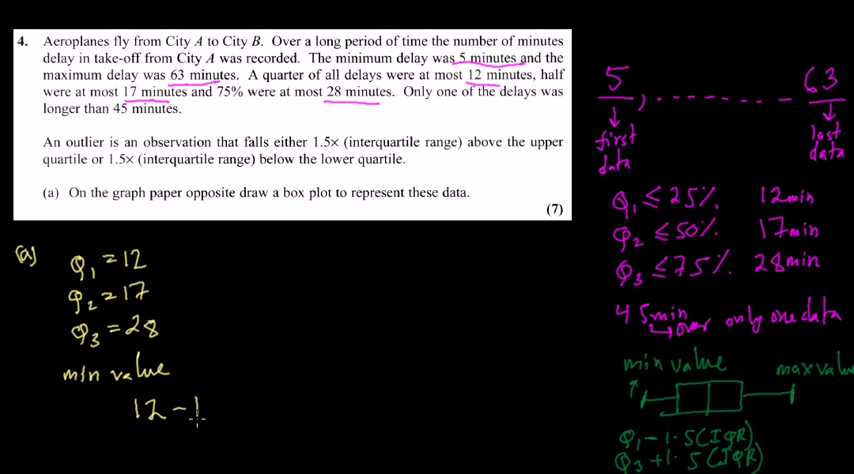 4. Aeroplanes fly from City A to City B. Over a long period of time the number of minutes
delay in take-off from City A was recorded. The minimum delay was 5 minutes and the
maximum delay was 63 minutes. A quarter of all delays were at most 12 minutes, half
were at most 17 minutes and 75% were at most 28 minutes. Only one of the delays was
longer than 45 minutes.
An outlier is an observation that falls either 1.5× (interquartile range) above the upper
quartile or 1.5× (interquartile range) below the lower quartile.
(a) On the graph paper opposite draw a box plot to represent these data.
(7)
(a) Q₁ = 12
Q₂ = 17
Q₃ = 28
min value
12 - 1
5, - - - - - - - - 63
first last
data data
Q₁ ≤ 25% 12min
Q₂ ≤ 50% 17min
Q₃ ≤ 75% 28min
45min → over only one data
min value max value
Q₁ - 1.5(IQR)
Q₃ + 1.5(IQR)